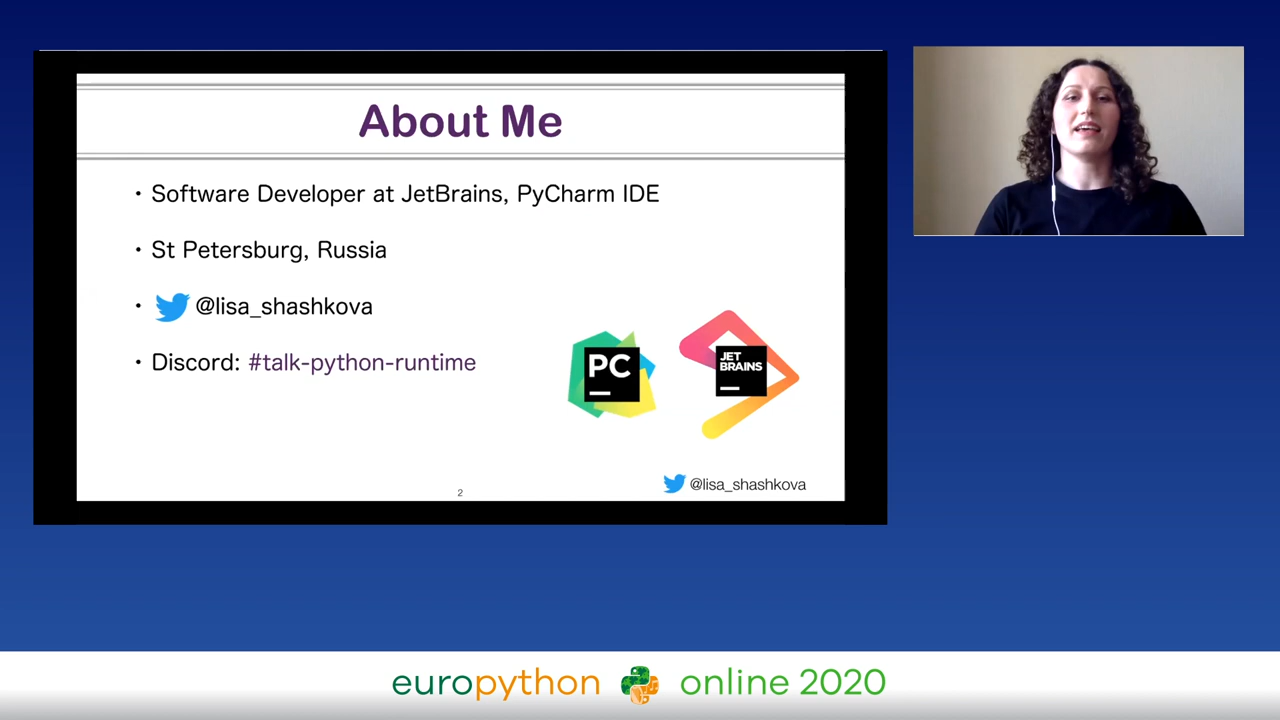 About Me
• Software Developer at JetBrains, PyCharm IDE
• St Petersburg, Russia
• @lisa_shashkova
• Discord: #talk-python-runtime
PC
JET
BRAINS
2
@lisa_shashkova
europython online 2020